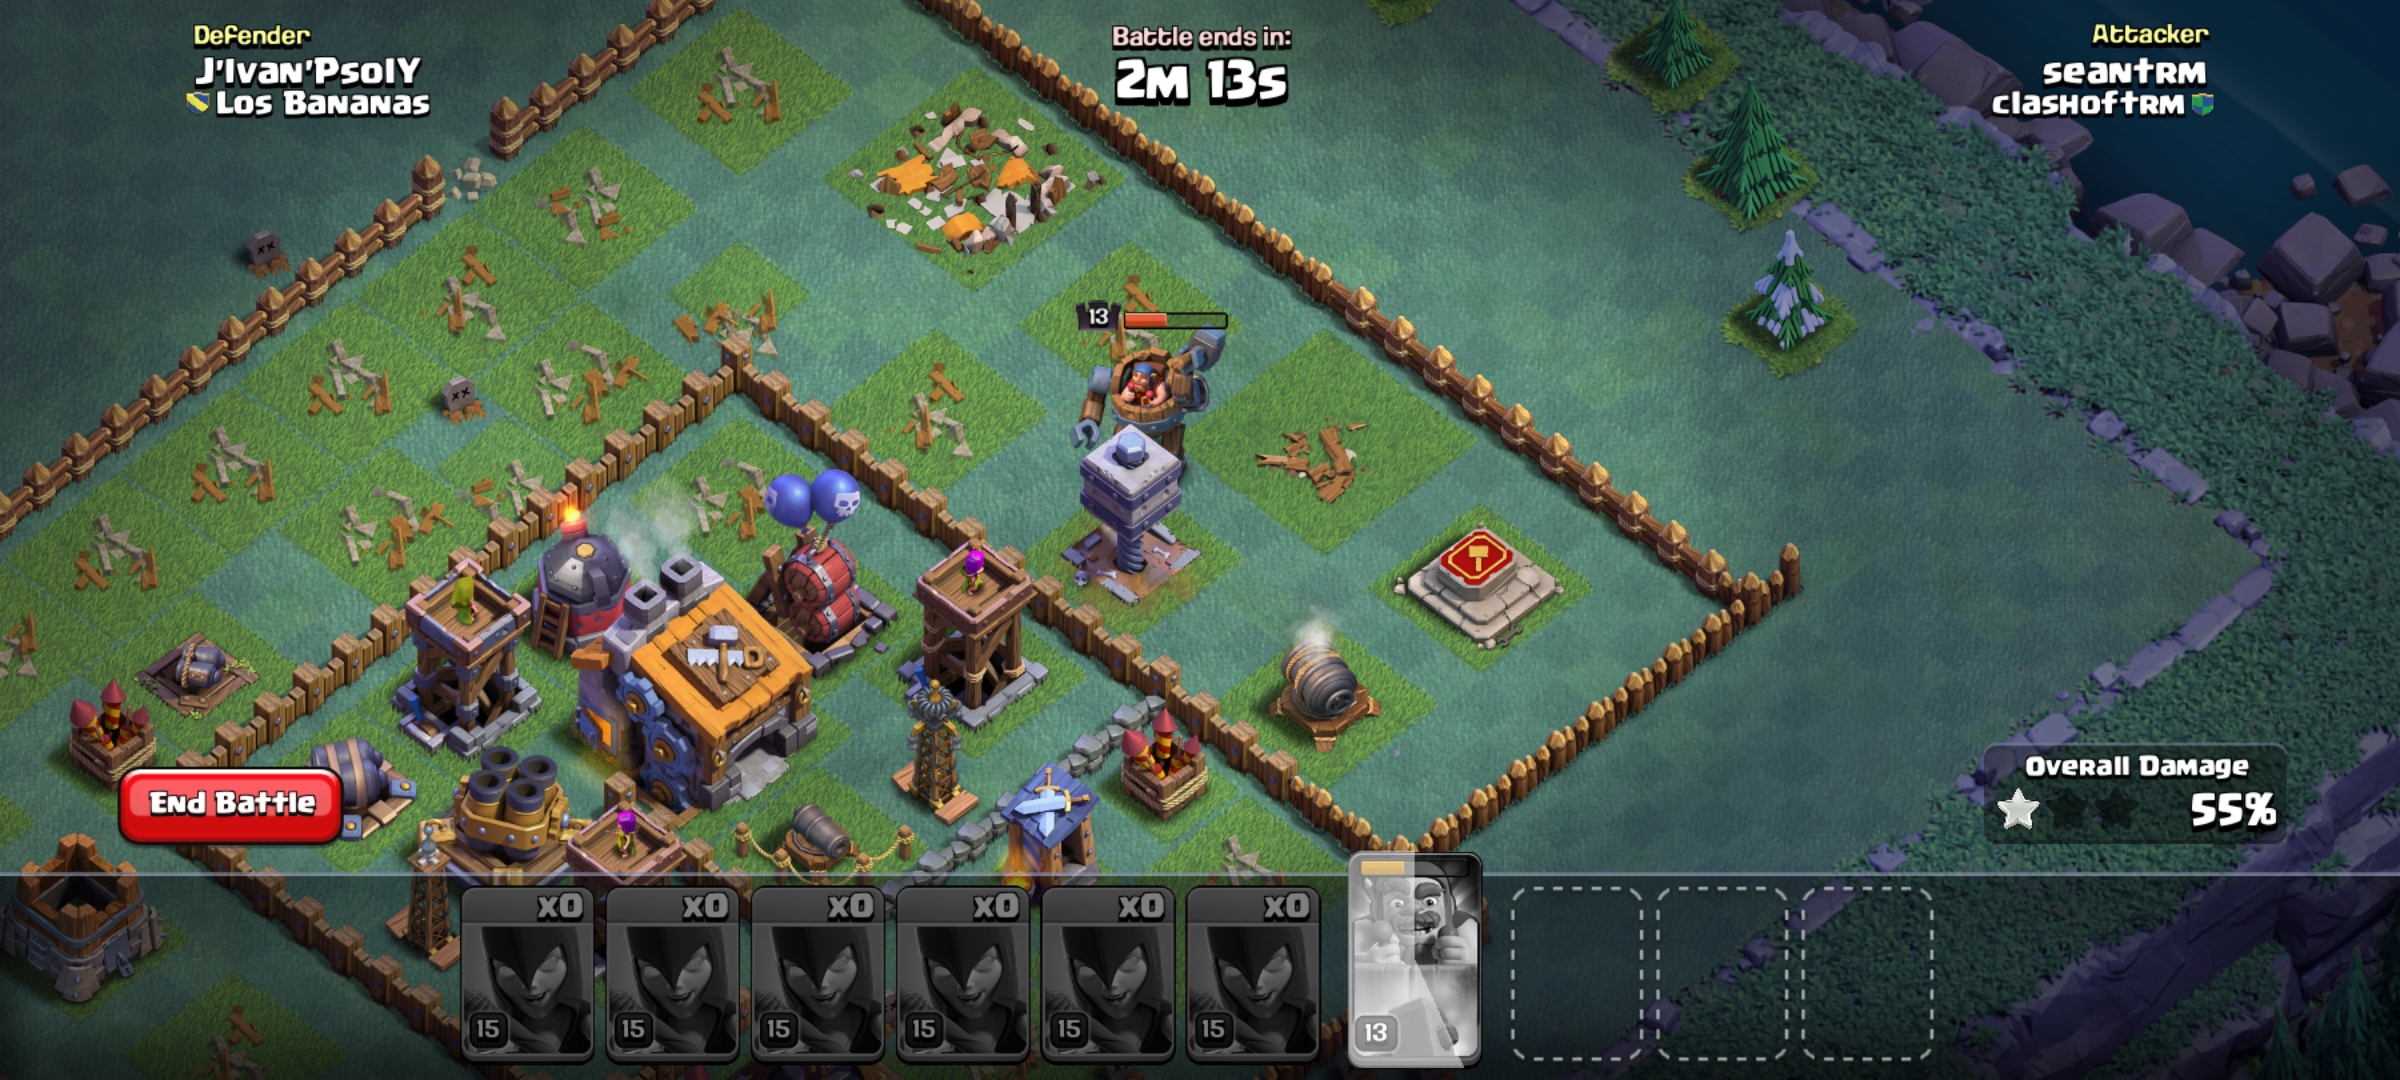 Defender
J'Ivan'PsolY
Los Bananas
Battle ends in:
2M 13s
Attacker
seantRM
clashoftRM
13
End Battle
Overall Damage
55%
x0
x0
x0
x0
x0
x0
15
15
15
15
15
15
13